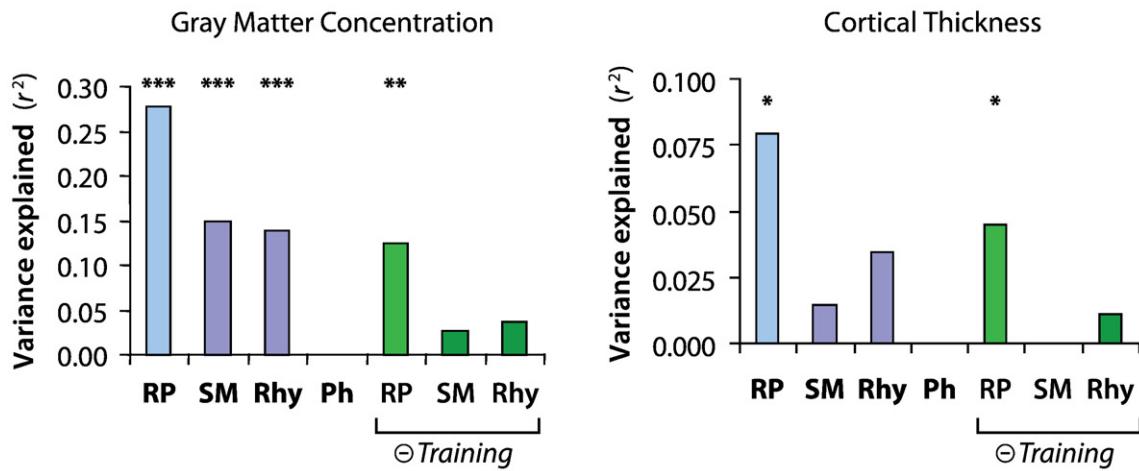 Gray Matter Concentration
Variance explained (r²)
0.30
0.25
0.20
0.15
0.10
0.05
0.00
*** *** *** **
RP SM Rhy Ph RP SM Rhy
⊖Training
Cortical Thickness
Variance explained (r²)
0.100
0.075
0.050
0.025
0.000
* *
RP SM Rhy Ph RP SM Rhy
⊖Training